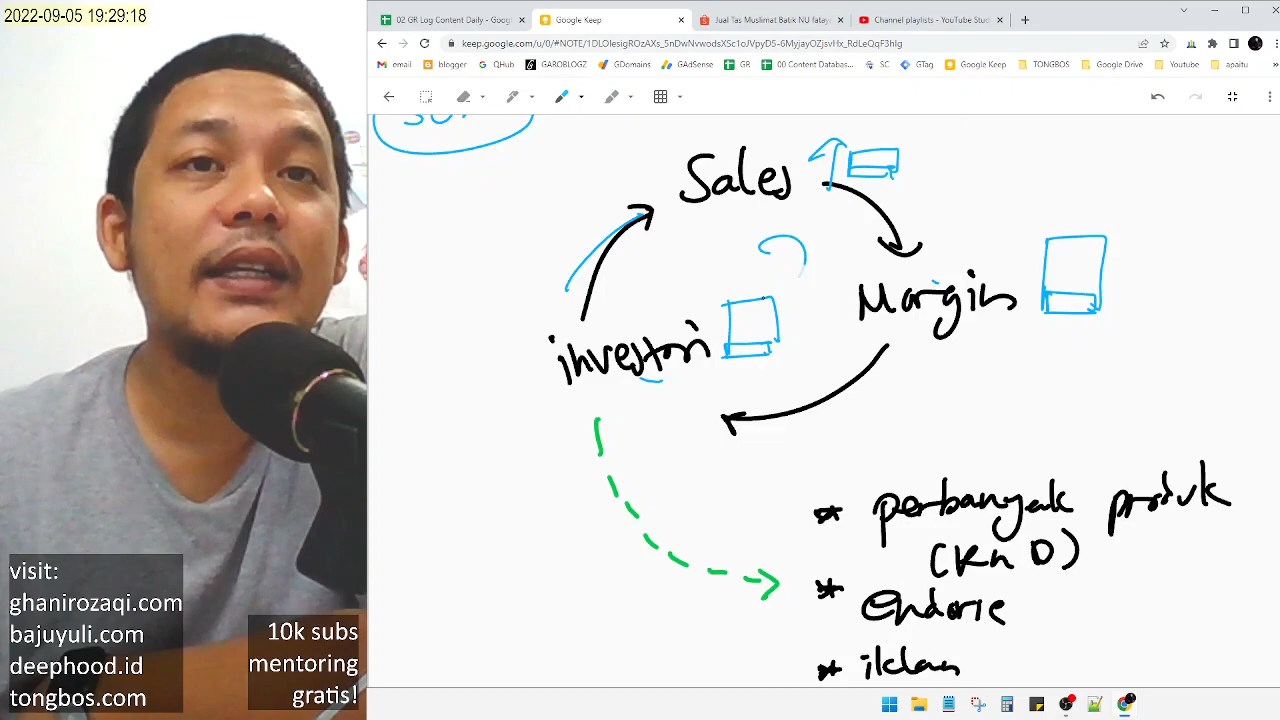 2022-09-05 19:29:18
02 GR Log Content Daily - Goog
Google Keep
Jual Tas Muslimat Batik NU fataya
Channel playlists - YouTube Stud
email
blogger
QHub
GAROBLOGZ
GDomains
GAdSense
GR
00 Content Databas...
SC
GTag
Google Keep
TONGBOS
Google Drive
Youtube
apaitu
Sales
Margin
investasi
* perbanyak produk
(RnD)
* endorse
* iklan
visit:
ghanirozaqi.com
bajuyuli.com
deephood.id
tongbos.com
10k subs
mentoring
gratis!